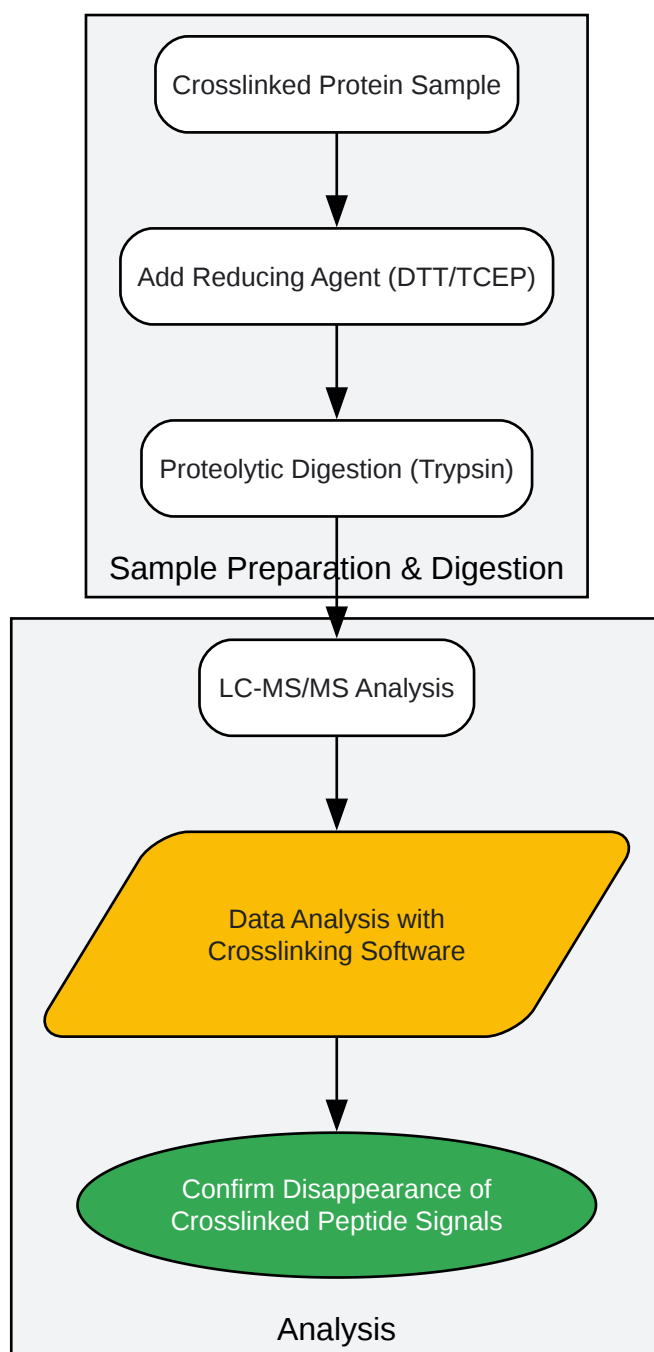 Crosslinked Protein Sample
Add Reducing Agent (DTT/TCEP)
Proteolytic Digestion (Trypsin)
Sample Preparation & Digestion
LC-MS/MS Analysis
Data Analysis with
Crosslinking Software
Confirm Disappearance of
Crosslinked Peptide Signals
Analysis